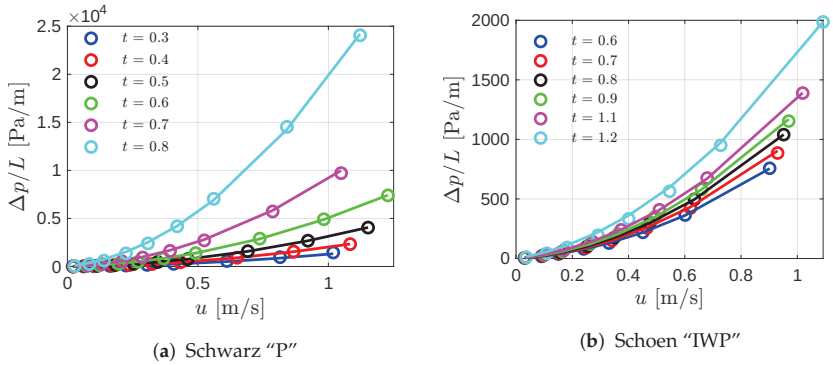 ×10⁴
2.5
2
1.5
1
0.5
0
0
0.5
1
Δp/L [Pa/m]
u [m/s]
t = 0.3
t = 0.4
t = 0.5
t = 0.6
t = 0.7
t = 0.8
(a) Schwarz “P”
2000
1500
1000
500
0
0
0.2
0.4
0.6
0.8
1
Δp/L [Pa/m]
u [m/s]
t = 0.6
t = 0.7
t = 0.8
t = 0.9
t = 1.1
t = 1.2
(b) Schoen “IWP”